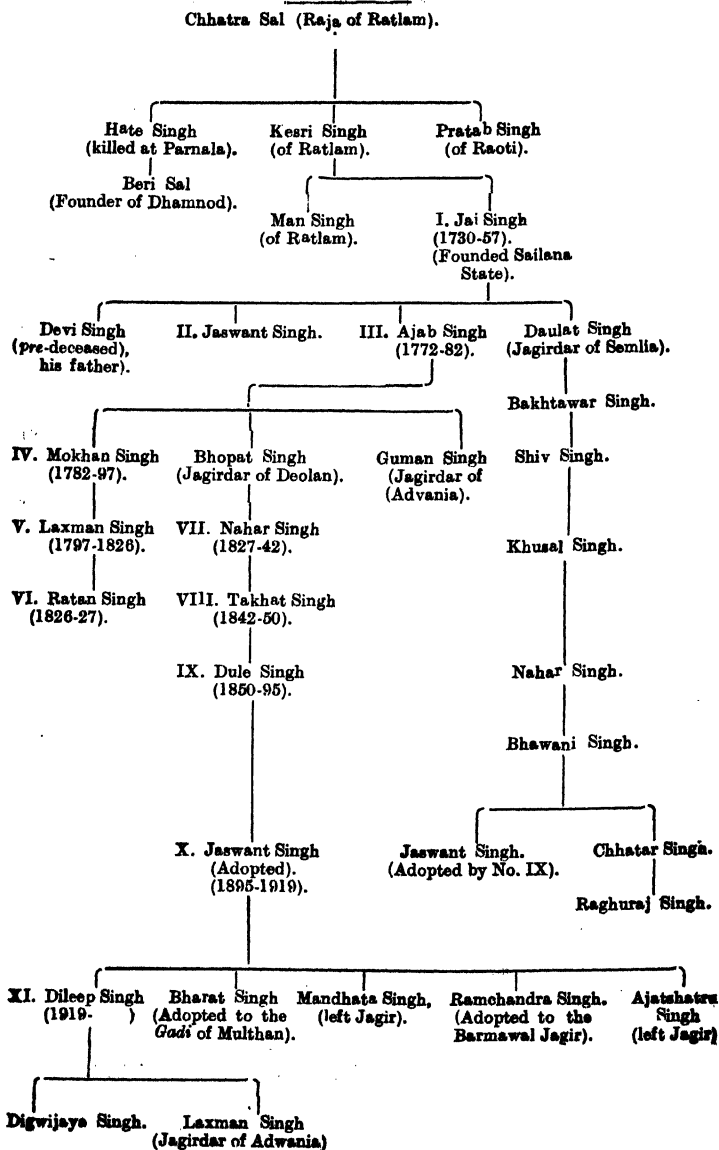 Chhatra Sal (Raja of Ratlam).
Hate Singh
(killed at Parnala).
Kesri Singh
(of Ratlam).
Pratab Singh
(of Raoti).
Beri Sal
(Founder of Dhamnod).
Man Singh
(of Ratlam).
I. Jai Singh
(1730-57).
(Founded Sailana
State).
Devi Singh
(pre-deceased),
his father).
II. Jaswant Singh.
III. Ajab Singh
(1772-82).
Daulat Singh
(Jagirdar of Semlia).
Bakhtawar Singh.
IV. Mokhan Singh
(1782-97).
Bhopat Singh
(Jagirdar of Deolan).
Guman Singh
(Jagirdar of
(Advania).
Shiv Singh.
V. Laxman Singh
(1797-1826).
VII. Nahar Singh
(1827-42).
Khusal Singh.
VI. Ratan Singh
(1826-27).
VIII. Takhat Singh
(1842-50).
IX. Dule Singh
(1850-95).
Nahar Singh.
Bhawani Singh.
X. Jaswant Singh
(Adopted).
(1895-1919).
Jaswant Singh.
(Adopted by No. IX).
Chhatar Singh.
Raghuraj Singh.
XI. Dileep Singh
(1919- )
Bharat Singh
(Adopted to the
Gadi of Multhan).
Mandhata Singh,
(left Jagir).
Ramchandra Singh.
(Adopted to the
Barmawal Jagir).
Ajatshatru
Singh
(left Jagir)
Digwijaya Singh.
Laxman Singh
(Jagirdar of Adwania)